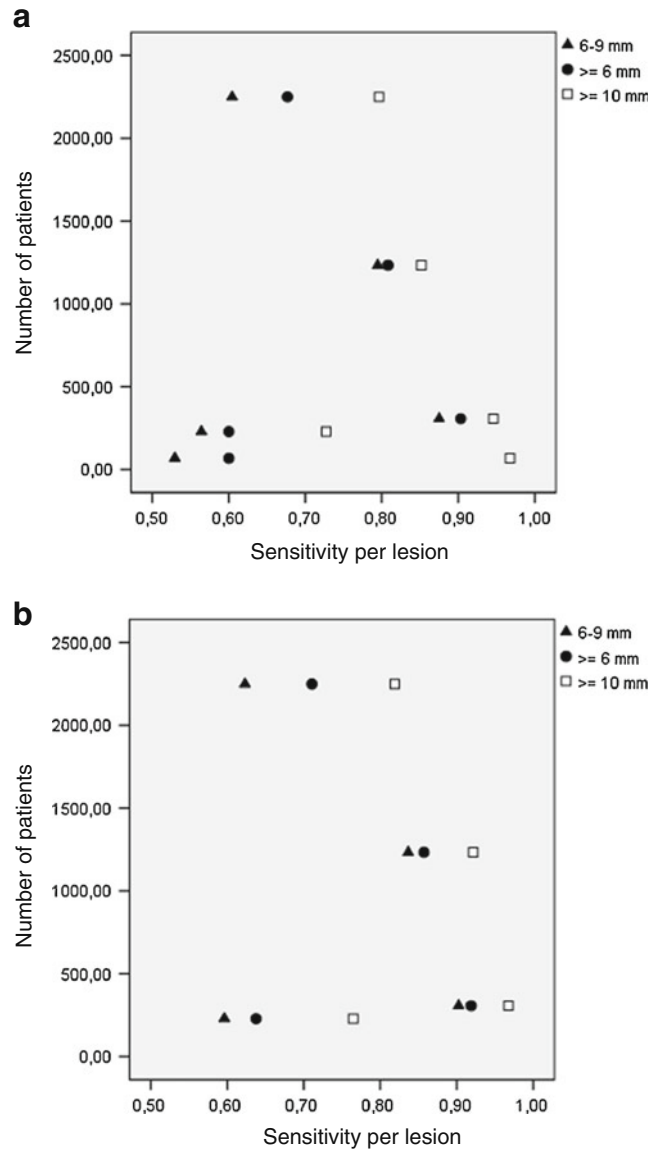 a
2500,00
2000,00
1500,00
1000,00
500,00
0,00
Number of patients
0,50 0,60 0,70 0,80 0,90 1,00
Sensitivity per lesion
6-9 mm
>= 6 mm
>= 10 mm
b
2500,00
2000,00
1500,00
1000,00
500,00
0,00
Number of patients
0,50 0,60 0,70 0,80 0,90 1,00
Sensitivity per lesion
6-9 mm
>= 6 mm
>= 10 mm